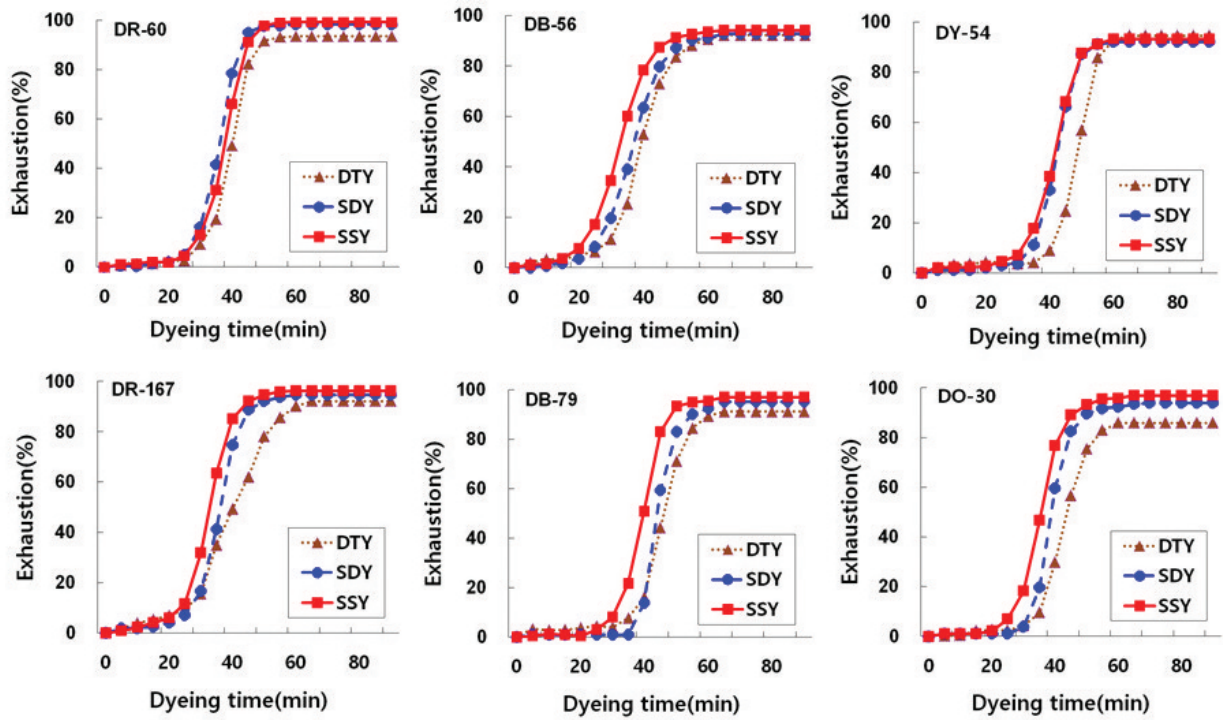 DR-60
Exhaustion(%)
100
80
60
40
20
0
DTY
SDY
SSY
0 20 40 60 80
Dyeing time(min)
DB-56
Exhaustion(%)
100
80
60
40
20
0
DTY
SDY
SSY
0 20 40 60 80
Dyeing time(min)
DY-54
Exhaustion(%)
100
80
60
40
20
0
DTY
SDY
SSY
0 20 40 60 80
Dyeing time(min)
DR-167
Exhaustion(%)
100
80
60
40
20
0
DTY
SDY
SSY
0 20 40 60 80
Dyeing time(min)
DB-79
Exhaustion(%)
100
80
60
40
20
0
DTY
SDY
SSY
0 20 40 60 80
Dyeing time(min)
DO-30
Exhaustion(%)
100
80
60
40
20
0
DTY
SDY
SSY
0 20 40 60 80
Dyeing time(min)